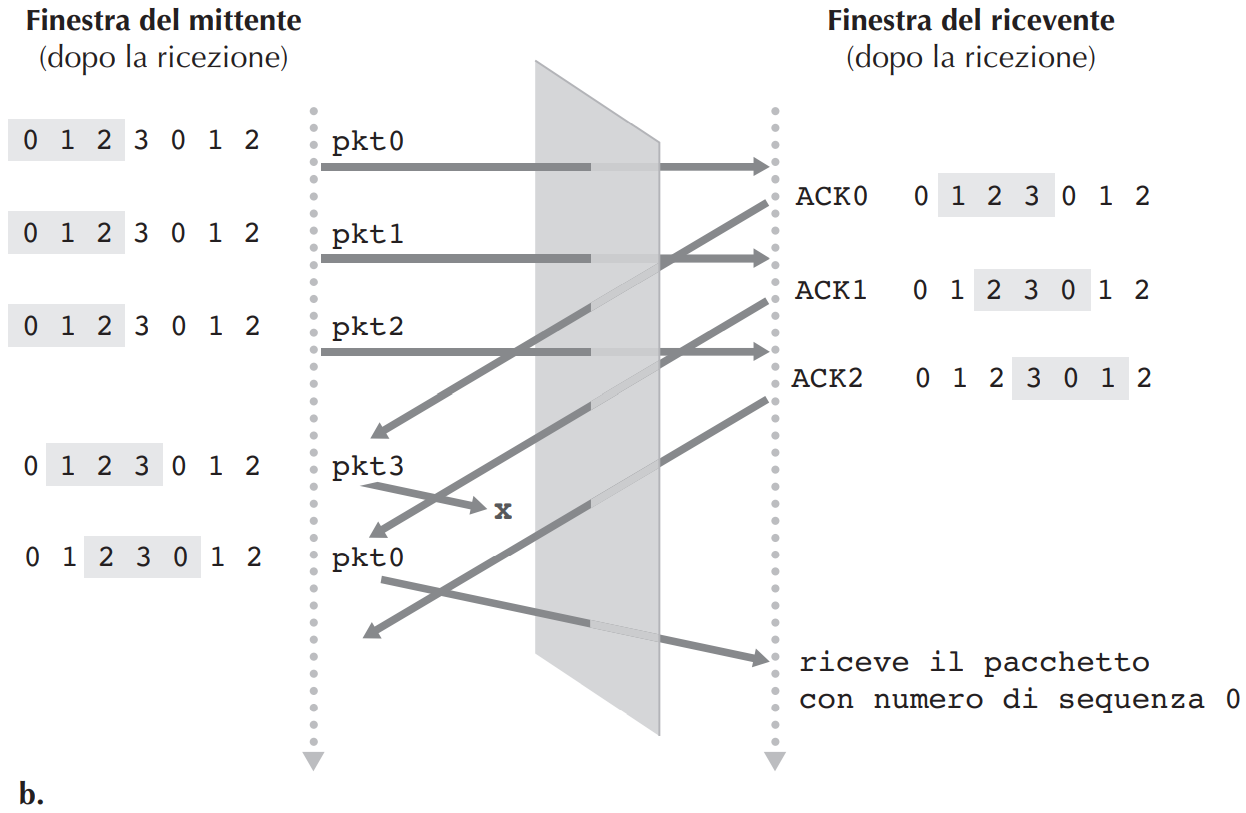 Finestra del mittente
(dopo la ricezione)
Finestra del ricevente
(dopo la ricezione)
0 1 2 3 0 1 2
pkt0
ACK0 0 1 2 3 0 1 2
0 1 2 3 0 1 2
pkt1
ACK1 0 1 2 3 0 1 2
0 1 2 3 0 1 2
pkt2
ACK2 0 1 2 3 0 1 2
0 1 2 3 0 1 2
pkt3
x
0 1 2 3 0 1 2
pkt0
riceve il pacchetto
con numero di sequenza 0
b.